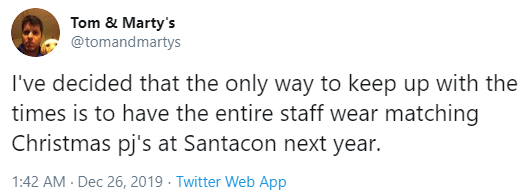 Tom & Marty's
@tomandmartys
I've decided that the only way to keep up with the
times is to have the entire staff wear matching
Christmas pj's at Santacon next year.
1:42 AM · Dec 26, 2019 · Twitter Web App